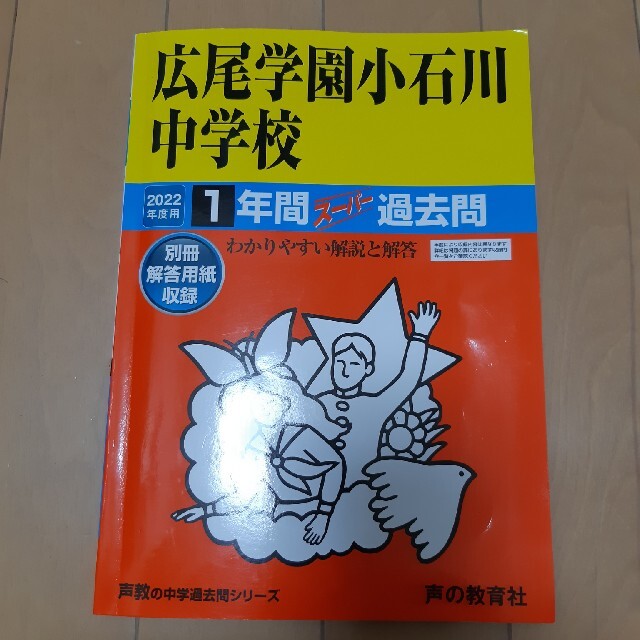 広尾学園小石川
中学校
2022
年度用
1年間スーパー過去問
別冊
解答用紙
収録
わかりやすい解説と解答
声教の中学過去問シリーズ
声の教育社